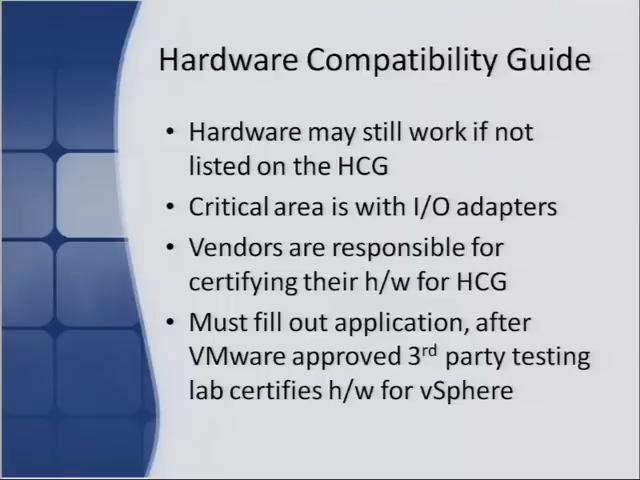 Hardware Compatibility Guide
• Hardware may still work if not
listed on the HCG
• Critical area is with I/O adapters
• Vendors are responsible for
certifying their h/w for HCG
• Must fill out application, after
VMware approved 3rd party testing
lab certifies h/w for vSphere